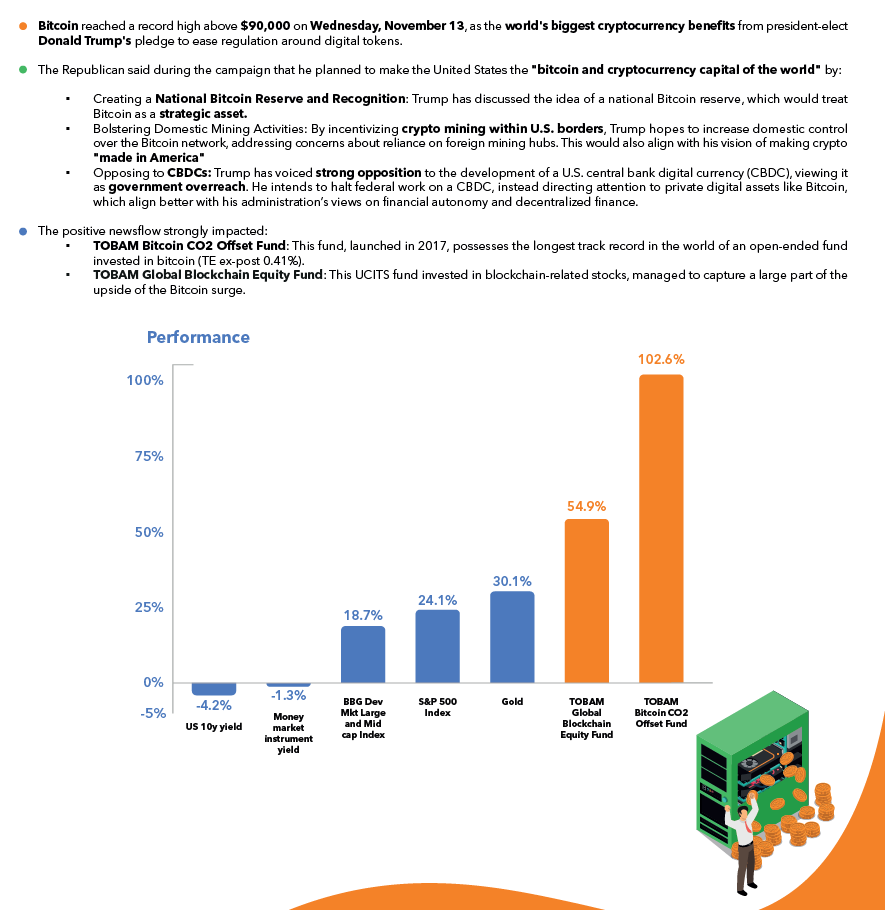 Bitcoin reached a record high above $90,000 on Wednesday, November 13, as the world's biggest cryptocurrency benefits from president-elect
Donald Trump's pledge to ease regulation around digital tokens.
The Republican said during the campaign that he planned to make the United States the "bitcoin and cryptocurrency capital of the world" by:
Creating a National Bitcoin Reserve and Recognition: Trump has discussed the idea of a national Bitcoin reserve, which would treat
Bitcoin as a strategic asset.
Bolstering Domestic Mining Activities: By incentivizing crypto mining within U.S. borders, Trump hopes to increase domestic control
over the Bitcoin network, addressing concerns about reliance on foreign mining hubs. This would also align with his vision of making crypto
"made in America"
Opposing to CBDCs: Trump has voiced strong opposition to the development of a U.S. central bank digital currency (CBDC), viewing it
as government overreach. He intends to halt federal work on a CBDC, instead directing attention to private digital assets like Bitcoin,
which align better with his administration's views on financial autonomy and decentralized finance.
The positive newsflow strongly impacted:
TOBAM Bitcoin CO2 Offset Fund: This fund, launched in 2017, possesses the longest track record in the world of an open-ended fund
invested in bitcoin (TE ex-post 0.41%).
TOBAM Global Blockchain Equity Fund: This UCITS fund invested in blockchain-related stocks, managed to capture a large part of the
upside of the Bitcoin surge.
Performance
100%
75%
50%
25%
0%
-5%
-4.2%
-1.3%
18.7%
24.1%
30.1%
54.9%
102.6%
US 10y yield
Money
market
instrument
yield
BBG Dev
Mkt Large
and Mid
cap Index
S&P 500
Index
Gold
TOBAM
Global
Blockchain
Equity Fund
TOBAM
Bitcoin CO2
Offset Fund